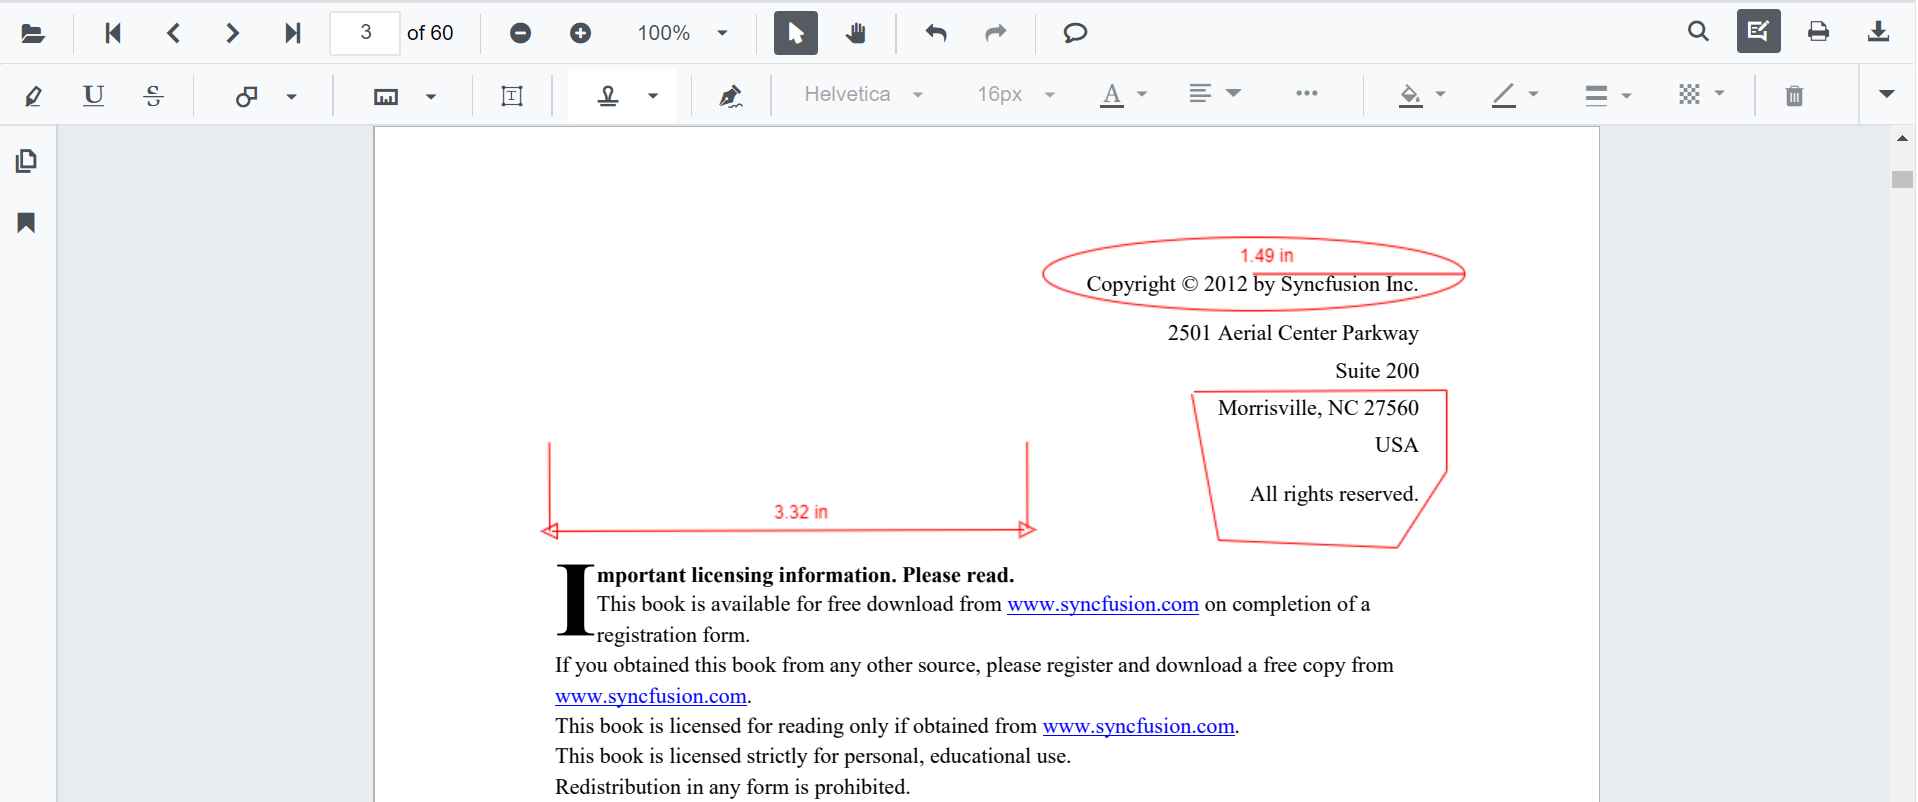 3 of 60 100%
U S T Helvetica 16px A
1.49 in
Copyright © 2012 by Syncfusion Inc.
2501 Aerial Center Parkway
Suite 200
Morrisville, NC 27560
USA
All rights reserved.
3.32 in
Important licensing information. Please read.
This book is available for free download from www.syncfusion.com on completion of a
registration form.
If you obtained this book from any other source, please register and download a free copy from
www.syncfusion.com.
This book is licensed for reading only if obtained from www.syncfusion.com.
This book is licensed strictly for personal, educational use.
Redistribution in any form is prohibited.